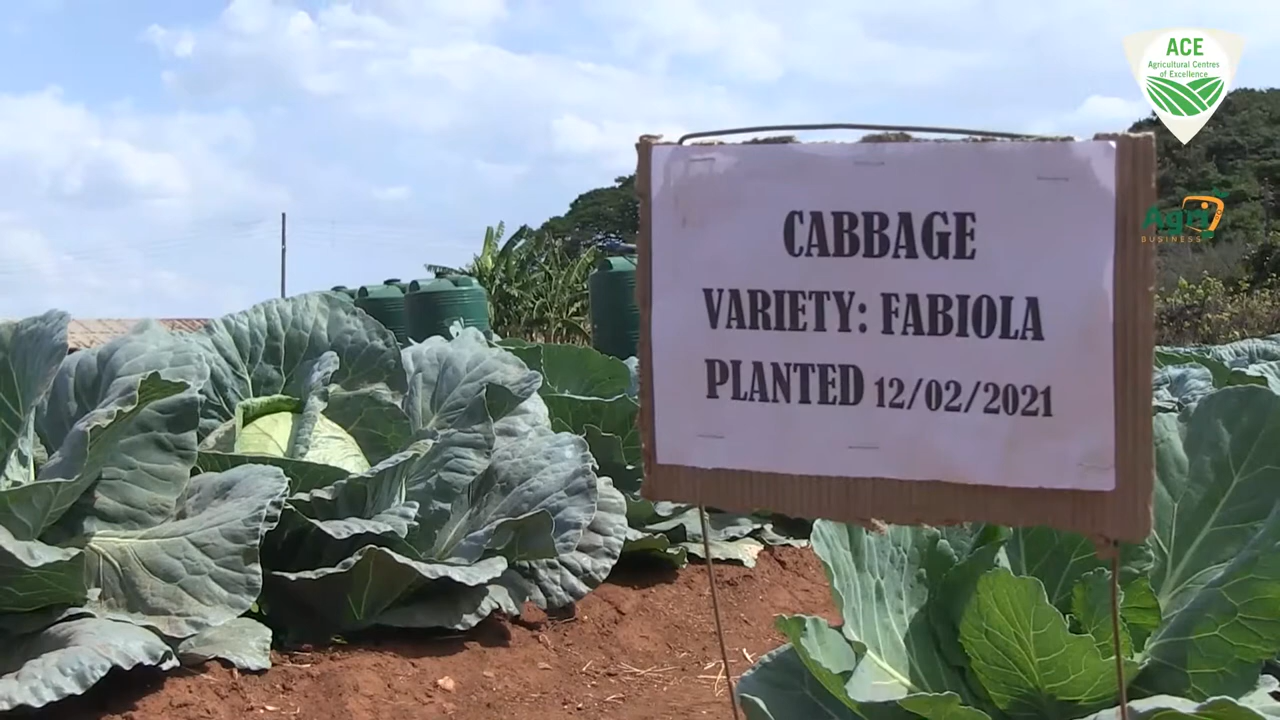 ACE
Agricultural Centres
of Excellence
Agri
BUSINESS
CABBAGE
VARIETY: FABIOLA
PLANTED 12/02/2021